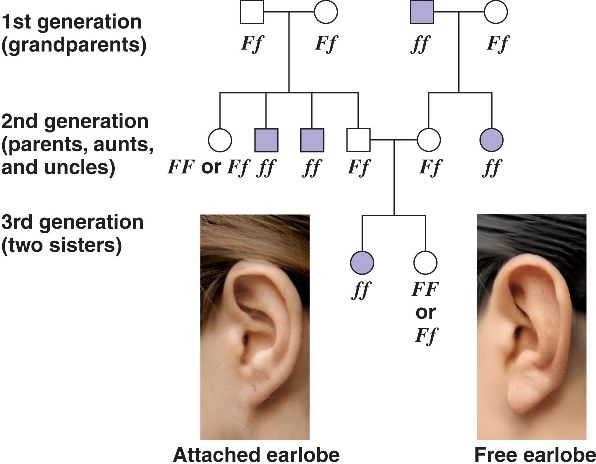 1st generation
(grandparents)
Ff
Ff
ff
Ff
2nd generation
(parents, aunts,
and uncles)
FF or Ff
ff
ff
Ff
Ff
ff
3rd generation
(two sisters)
ff
FF
or
Ff
Attached earlobe
Free earlobe